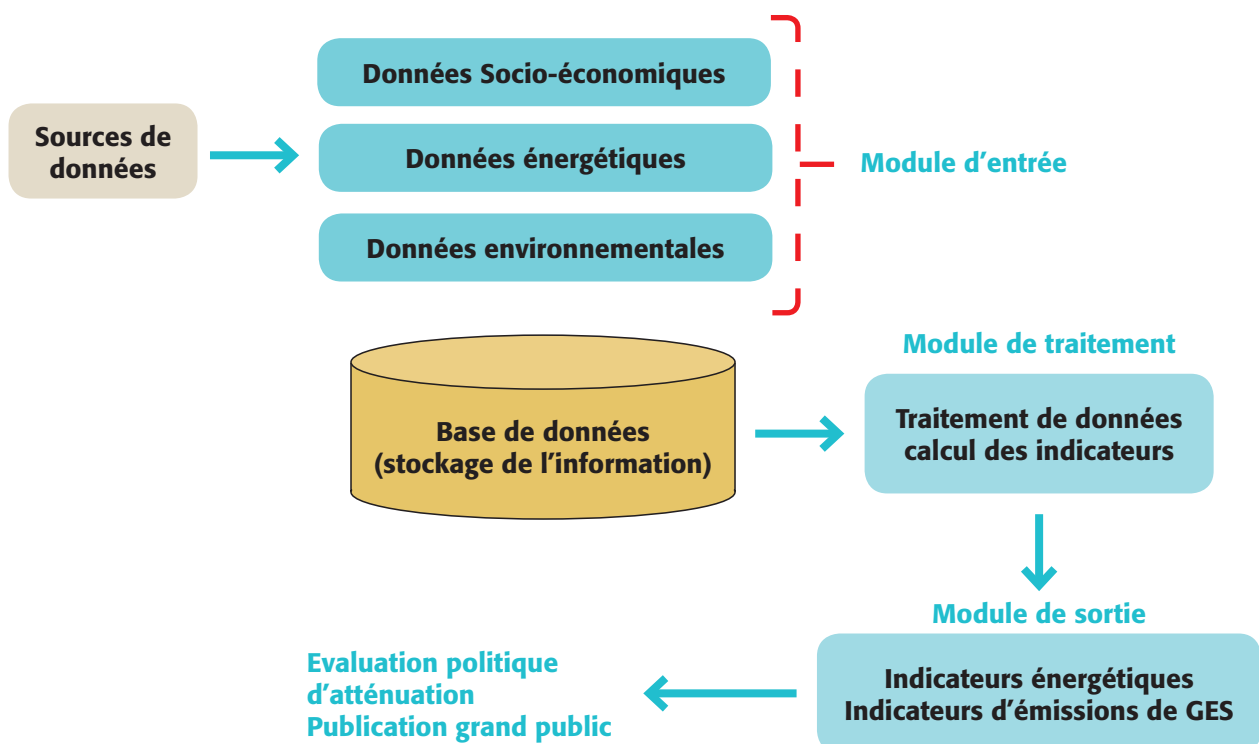 Données Socio-économiques
Sources de
données
Données énergétiques
Module d’entrée
Données environnementales
Module de traitement
Base de données
(stockage de l’information)
Traitement de données
calcul des indicateurs
Module de sortie
Indicateurs énergétiques
Indicateurs d’émissions de GES
Evaluation politique
d’atténuation
Publication grand public